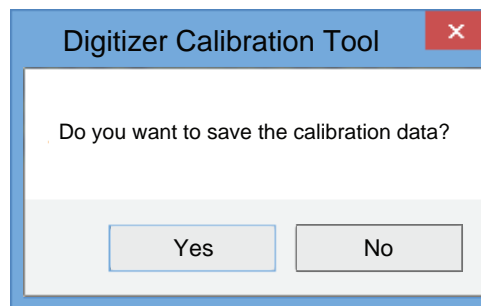 Digitizer Calibration Tool
Do you want to save the calibration data?
Yes No